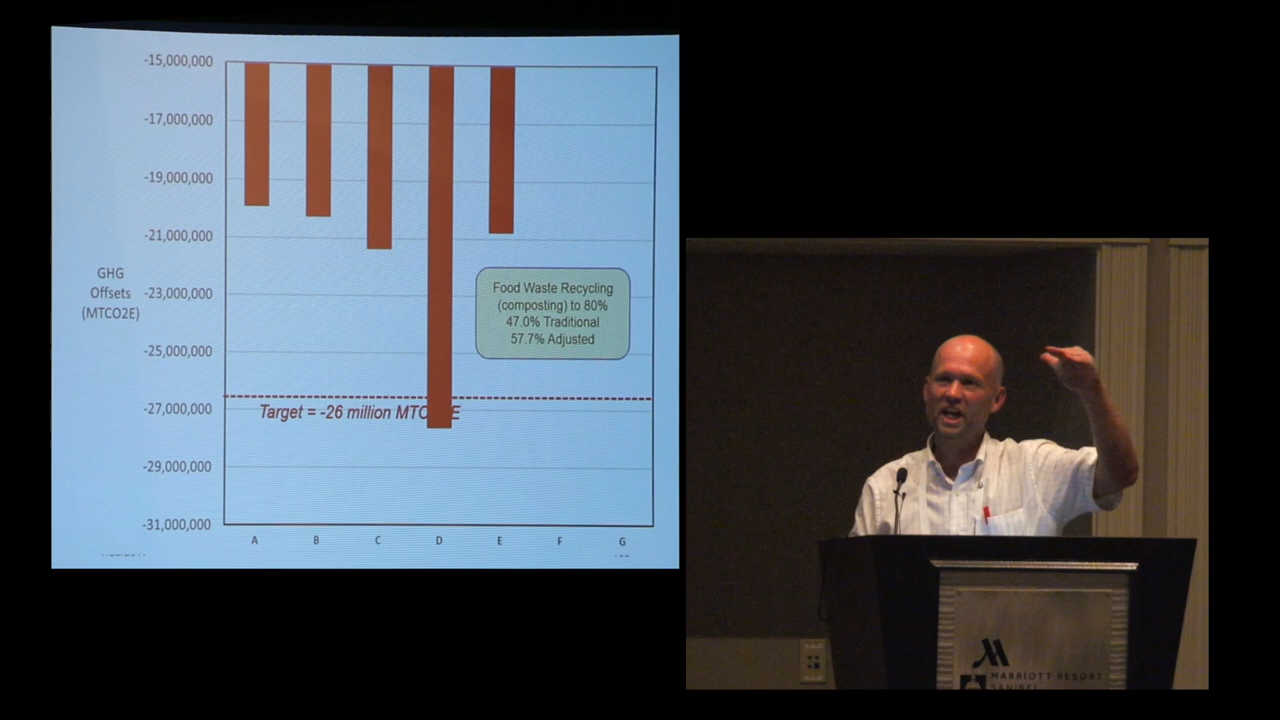 -15,000,000
-17,000,000
-19,000,000
-21,000,000
-23,000,000
-25,000,000
-27,000,000
-29,000,000
-31,000,000
GHG
Offsets
(MTCO2E)
Food Waste Recycling
(composting) to 80%
47.0% Traditional
57.7% Adjusted
Target = -26 million MTC E
A B C D E F G
MARRIOTT RESORT
SANIBEL